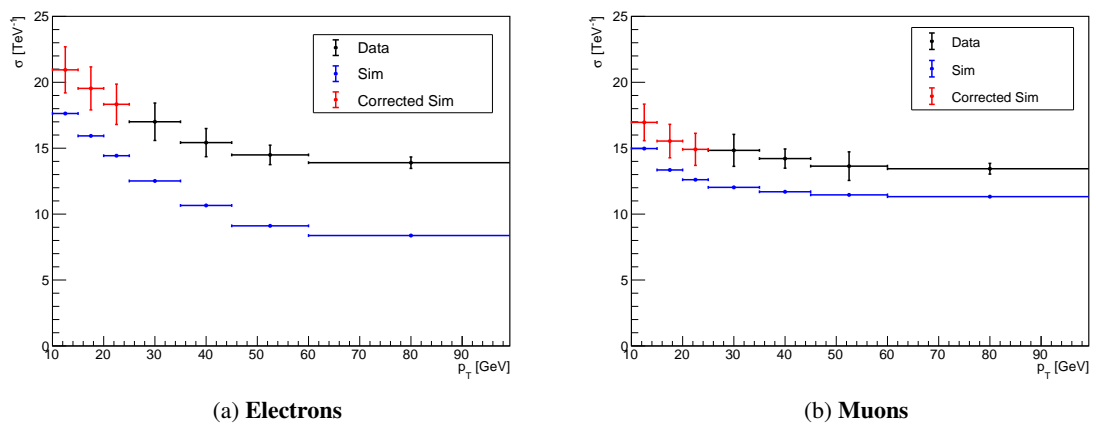 σ [TeV⁻¹]
25
20
15
10
5
0
Data
Sim
Corrected Sim
10 20 30 40 50 60 70 80 90
p_T [GeV]
(a) Electrons
σ [TeV⁻¹]
25
20
15
10
5
0
Data
Sim
Corrected Sim
10 20 30 40 50 60 70 80 90
p_T [GeV]
(b) Muons